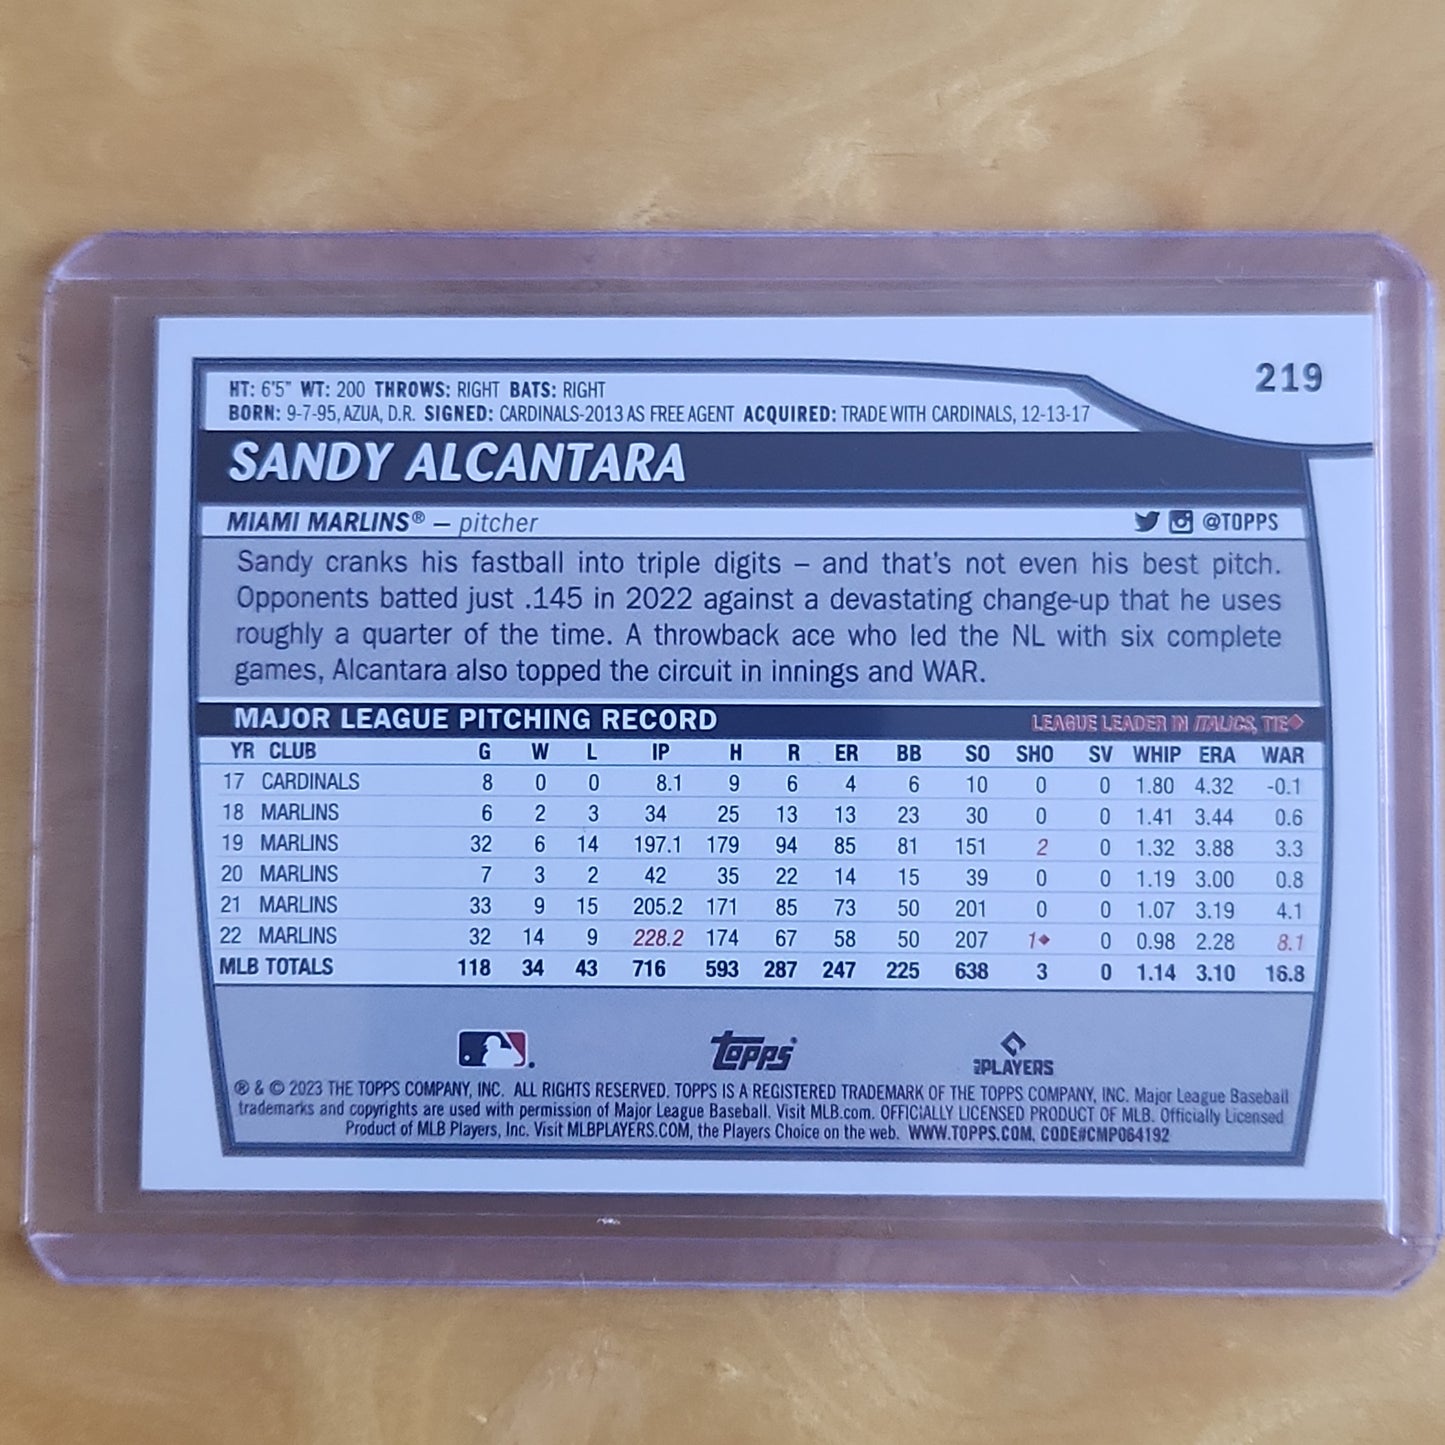 219
HT: 6'5" WT: 200 THROWS: RIGHT BATS: RIGHT
BORN: 9-7-95, AZUA, D.R. SIGNED: CARDINALS-2013 AS FREE AGENT ACQUIRED: TRADE WITH CARDINALS, 12-13-17
SANDY ALCANTARA
MIAMI MARLINS® – pitcher @TOPPS
Sandy cranks his fastball into triple digits – and that's not even his best pitch.
Opponents batted just .145 in 2022 against a devastating change-up that he uses
roughly a quarter of the time. A throwback ace who led the NL with six complete
games, Alcantara also topped the circuit in innings and WAR.
MAJOR LEAGUE PITCHING RECORD LEAGUE LEADER IN ITALICS, TIE◆
YR CLUB G W L IP H R ER BB SO SHO SV WHIP ERA WAR
17 CARDINALS 8 0 0 8.1 9 6 4 6 10 0 0 1.80 4.32 -0.1
18 MARLINS 6 2 3 34 25 13 13 23 30 0 0 1.41 3.44 0.6
19 MARLINS 32 6 14 197.1 179 94 85 81 151 2 0 1.32 3.88 3.3
20 MARLINS 7 3 2 42 35 22 14 15 39 0 0 1.19 3.00 0.8
21 MARLINS 33 9 15 205.2 171 85 73 50 201 0 0 1.07 3.19 4.1
22 MARLINS 32 14 9 228.2 174 67 58 50 207 1◆ 0 0.98 2.28 8.1
MLB TOTALS 118 34 43 716 593 287 247 225 638 3 0 1.14 3.10 16.8
Topps
PLAYERS
® & © 2023 THE TOPPS COMPANY, INC. ALL RIGHTS RESERVED. TOPPS IS A REGISTERED TRADEMARK OF THE TOPPS COMPANY, INC. Major League Baseball
trademarks and copyrights are used with permission of Major League Baseball. Visit MLB.com. OFFICIALLY LICENSED PRODUCT OF MLB. Officially Licensed
Product of MLB Players, Inc. Visit MLBPLAYERS.COM, the Players Choice on the web. WWW.TOPPS.COM. CODE#CMP064192